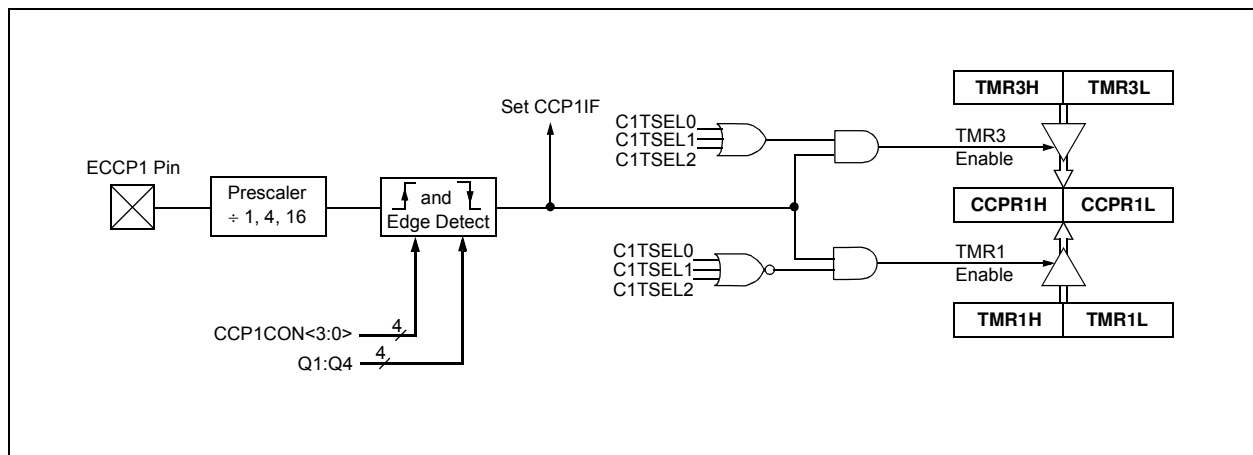 TMR3H TMR3L
Set CCP1IF
C1TSEL0
C1TSEL1
C1TSEL2
TMR3
Enable
ECCP1 Pin
Prescaler
÷ 1, 4, 16
and
Edge Detect
CCPR1H CCPR1L
C1TSEL0
C1TSEL1
C1TSEL2
TMR1
Enable
TMR1H TMR1L
CCP1CON<3:0>
4
Q1:Q4
4